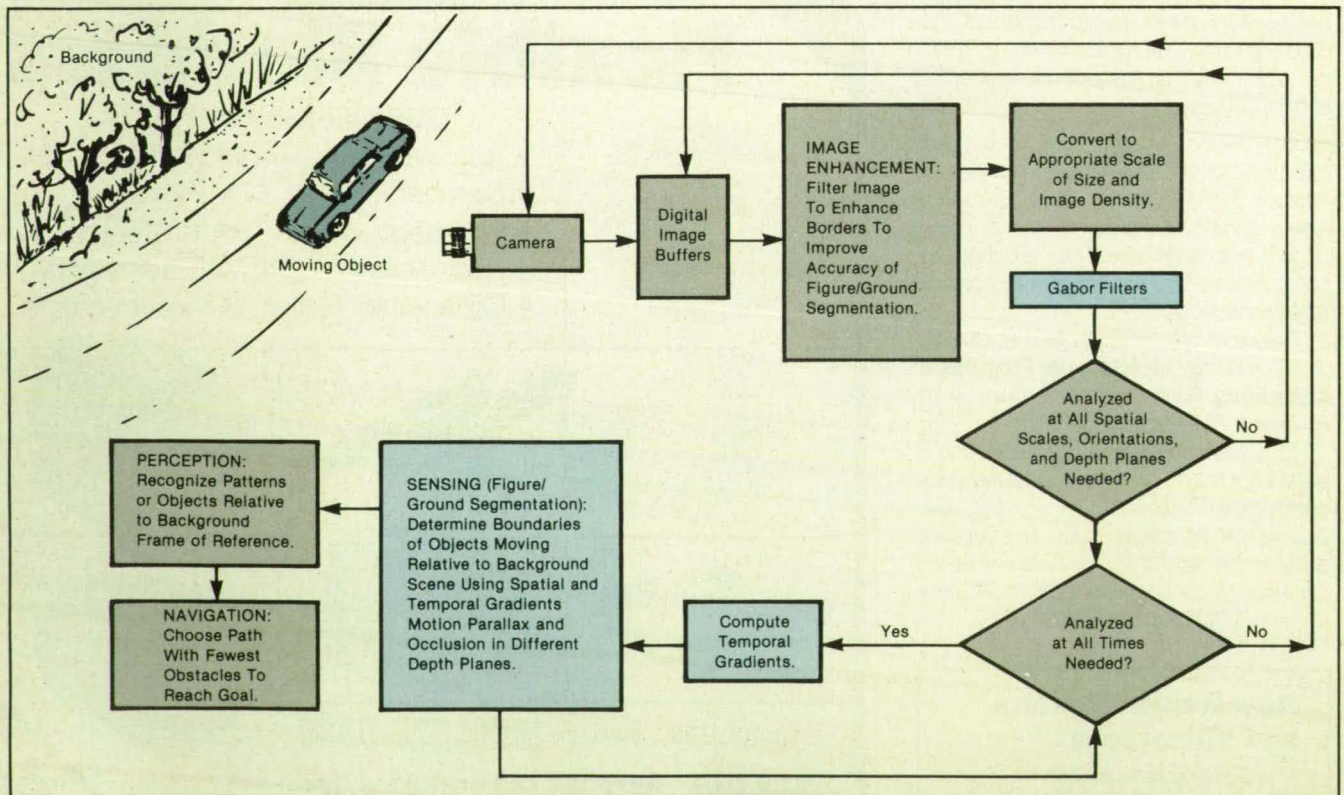 Background
Moving Object
Camera
Digital
Image
Buffers
IMAGE
ENHANCEMENT:
Filter Image
To Enhance
Borders To
Improve
Accuracy of
Figure/Ground
Segmentation.
Convert to
Appropriate Scale
of Size and
Image Density.
Gabor Filters
Analyzed
at All Spatial
Scales, Orientations,
and Depth Planes
Needed?
No
Analyzed
at All Times
Needed?
No
Yes
Compute
Temporal
Gradients.
SENSING (Figure/
Ground Segmentation):
Determine Boundaries
of Objects Moving
Relative to Background
Scene Using Spatial and
Temporal Gradients
Motion Parallax and
Occlusion in Different
Depth Planes.
PERCEPTION:
Recognize Patterns
or Objects Relative
to Background
Frame of Reference.
NAVIGATION:
Choose Path
With Fewest
Obstacles To
Reach Goal.